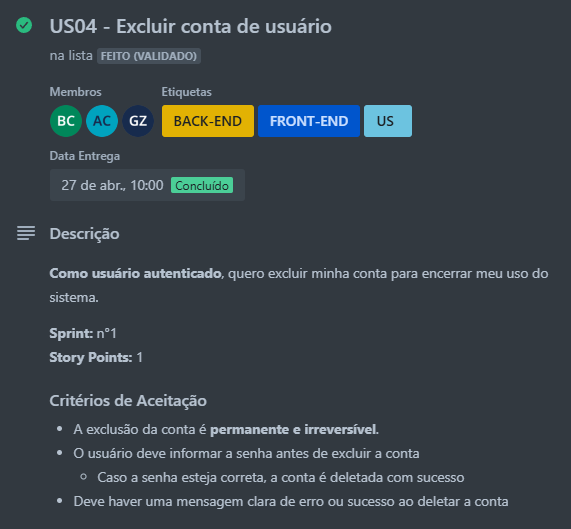 US04 - Excluir conta de usuário
na lista FEITO (VALIDADO)
Membros Etiquetas
BC AC GZ BACK-END FRONT-END US
Data Entrega
27 de abr., 10:00 Concluído
Descrição
Como usuário autenticado, quero excluir minha conta para encerrar meu uso do
sistema.
Sprint: n°1
Story Points: 1
Critérios de Aceitação
• A exclusão da conta é permanente e irreversível.
• O usuário deve informar a senha antes de excluir a conta
◦ Caso a senha esteja correta, a conta é deletada com sucesso
• Deve haver uma mensagem clara de erro ou sucesso ao deletar a conta